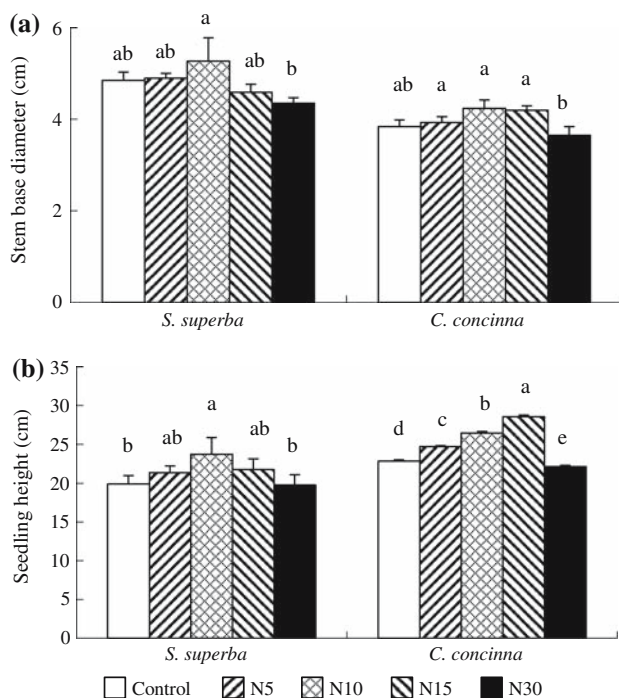 (a)
Stem base diameter (cm)
6
4
2
0
ab ab a ab b
ab a a a b
S. superba C. concinna
(b)
Seedling height (cm)
35
30
25
20
15
10
5
0
b ab a ab b
d c b a e
S. superba C. concinna
Control N5 N10 N15 N30